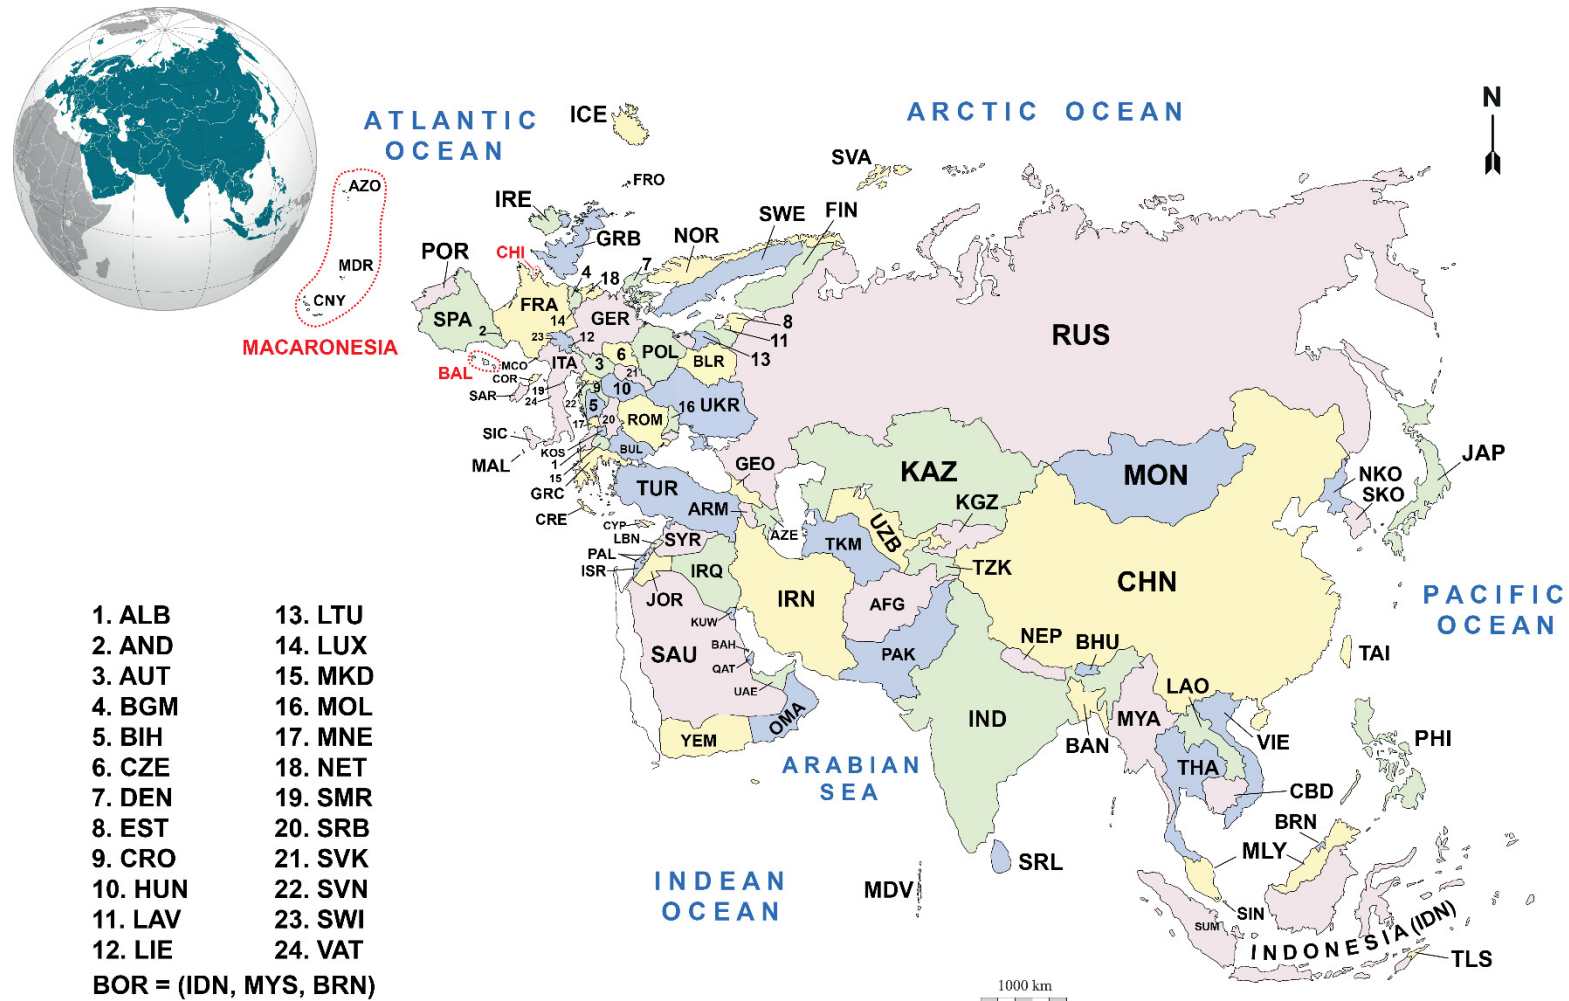 ATLANTIC
OCEAN
ARCTIC OCEAN
N
ICE
SVA
FRO
AZO
IRE
SWE
FIN
GRB
NOR
POR
CHI
MDR
7
4
18
CNY
FRA
SPA
2
14
GER
RUS
MACARONESIA
23
12
8
11
13
POL
BLR
BAL
MCO
ITA
3
6
COR
21
SAR
19
24
9
10
22
5
16
UKR
17
20
ROM
SIC
KOS
BUL
MAL
1
15
GRC
GEO
KAZ
MON
JAP
NKO
SKO
TUR
ARM
KGZ
CRE
CYP
AZE
UZB
LBN
SYR
TKM
PAL
ISR
IRQ
TZK
CHN
JOR
IRN
AFG
KUW
PACIFIC
OCEAN
SAU
BAH
QAT
UAE
PAK
NEP
BHU
TAI
LAO
OMA
YEM
IND
MYA
BAN
VIE
PHI
ARABIAN
SEA
THA
CBD
BRN
MLY
SRL
MDV
INDEAN
OCEAN
SIN
SUM
INDONESIA (IDN)
TLS
1000 km
1. ALB
2. AND
3. AUT
4. BGM
5. BIH
6. CZE
7. DEN
8. EST
9. CRO
10. HUN
11. LAV
12. LIE
13. LTU
14. LUX
15. MKD
16. MOL
17. MNE
18. NET
19. SMR
20. SRB
21. SVK
22. SVN
23. SWI
24. VAT
BOR = (IDN, MYS, BRN)